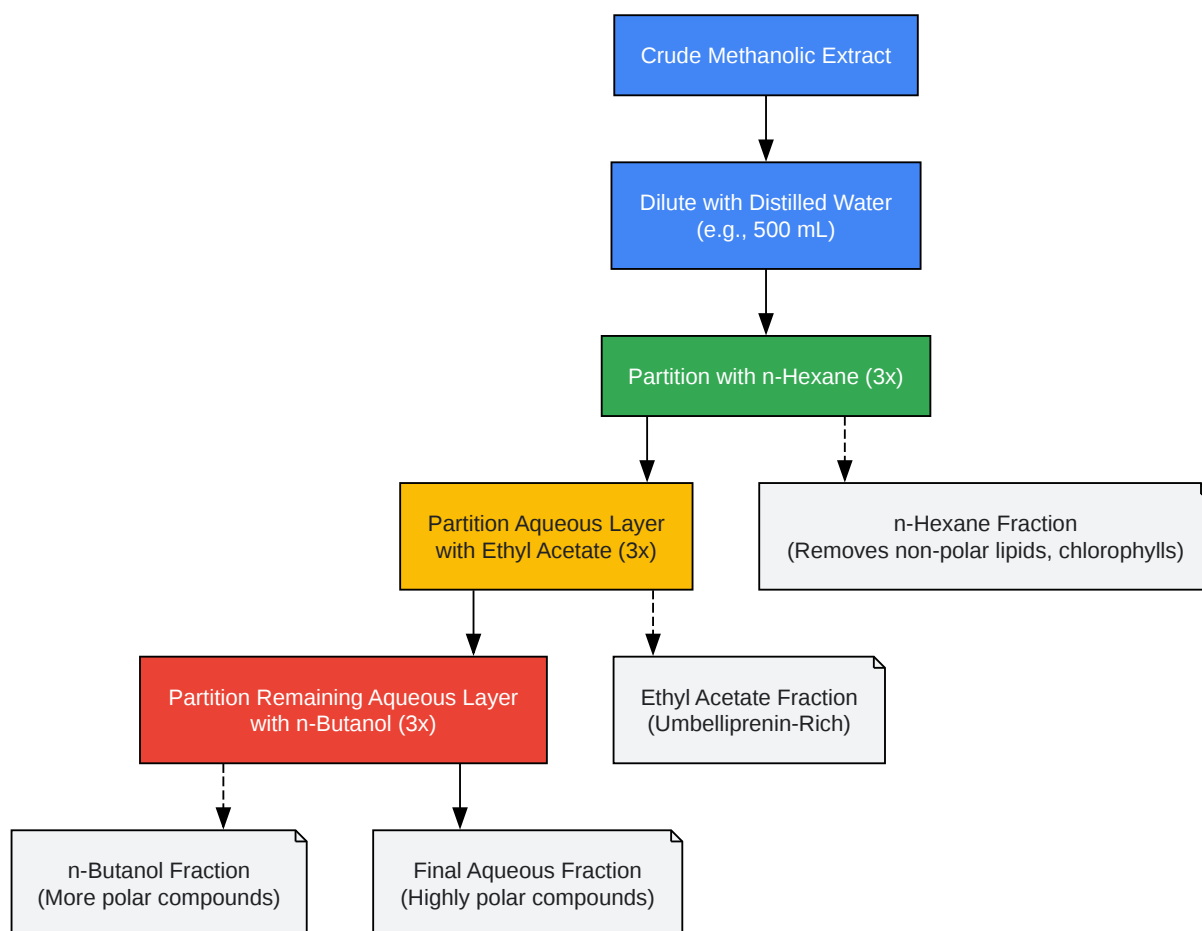 Crude Methanolic Extract
Dilute with Distilled Water
(e.g., 500 mL)
Partition with n-Hexane (3x)
Partition Aqueous Layer
with Ethyl Acetate (3x)
n-Hexane Fraction
(Removes non-polar lipids, chlorophylls)
Partition Remaining Aqueous Layer
with n-Butanol (3x)
Ethyl Acetate Fraction
(Umbelliprenin-Rich)
n-Butanol Fraction
(More polar compounds)
Final Aqueous Fraction
(Highly polar compounds)